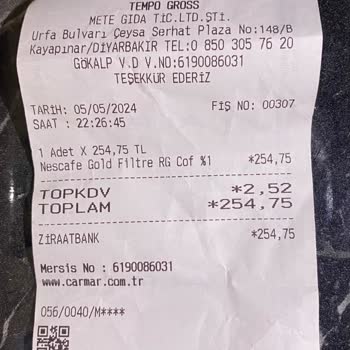 TEMPO GROSS
METE GIDA TİC.LTD.ŞTİ.
Urfa Bulvarı Çeysa Serhat Plaza No:148/B
Kayapınar/DİYARBAKIR TEL:0 850 305 76 20
GÖKALP V.D V.NO:6190086031
TEŞEKKÜR EDERİZ
TARİH: 05/05/2024 FİŞ NO: 00307
SAAT : 22:26:45
1 Adet X 254,75 TL
Nescafe Gold Filtre RG Cof %1 *254,75
TOPKDV *2,52
TOPLAM *254,75
ZİRAATBANK *254,75
Mersis No : 6190086031
www.carmar.com.tr
056/0040/M****